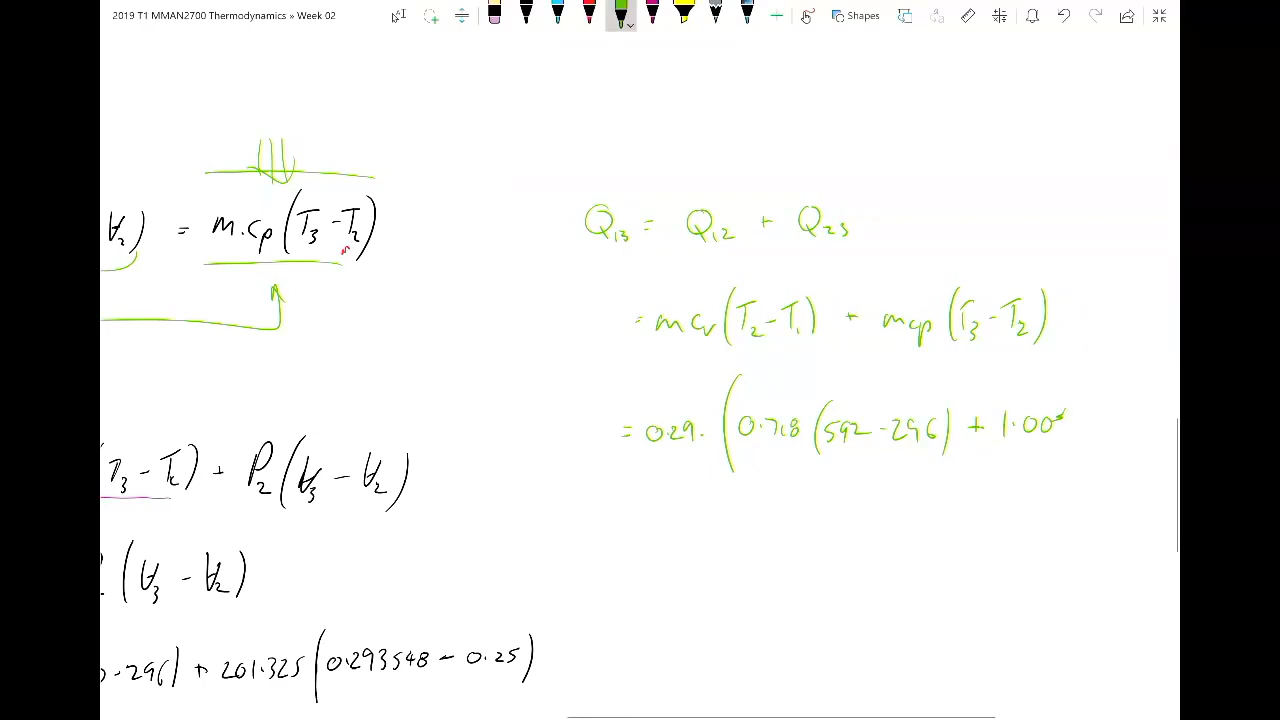 2019 T1 MMAN2700 Thermodynamics » Week 02
Shapes
V₂) = m.cp(T₃ - T₂)
(T₃ - T₂) + P₂(V₃ - V₂)
(V₃ - V₂)
-296) + 201.325(0.293548 - 0.25)
Q₁₃ = Q₁₂ + Q₂₃
= mcv(T₂ - T₁) + mcp(T₃ - T₂)
= 0.29.(0.718(592 - 296) + 1.005